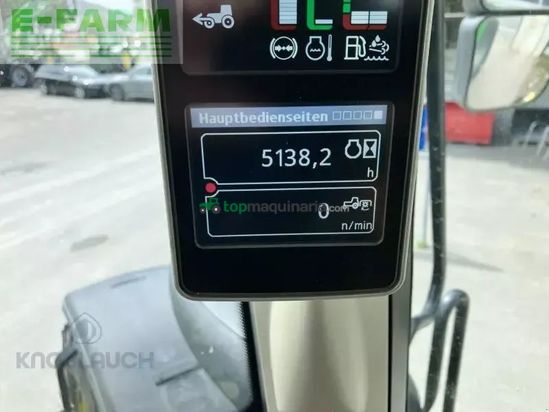 E-FARM
Hauptbedienseiten
5138,2
h
topmaquinaria.com
0
n/min
KNOBLAUCH